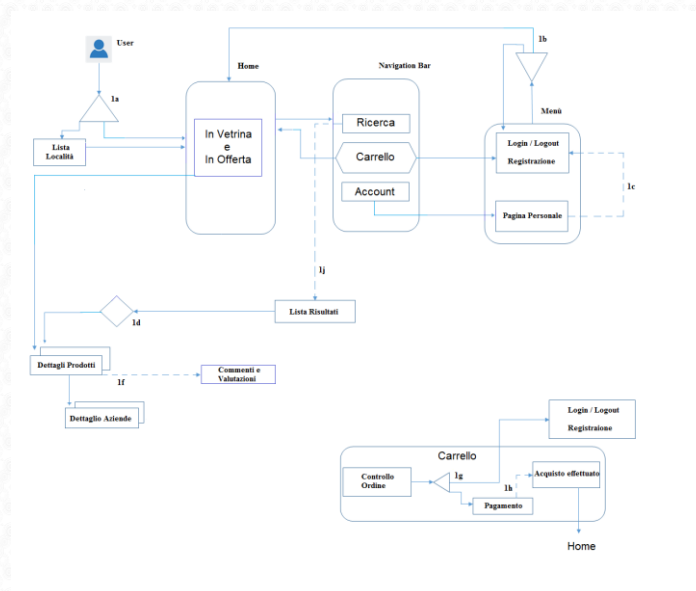 User
1a
Lista
Località
Home
In Vetrina
e
In Offerta
Navigation Bar
Ricerca
Carrello
Account
1b
Menù
Login / Logout
Registrazione
Pagina Personale
1c
1j
Lista Risultati
1d
Dettagli Prodotti
1f
Commenti e
Valutazioni
Dettaglio Aziende
Login / Logout
Registraione
Carrello
Controllo
Ordine
1g
1h
Acquisto effettuato
Pagamento
Home